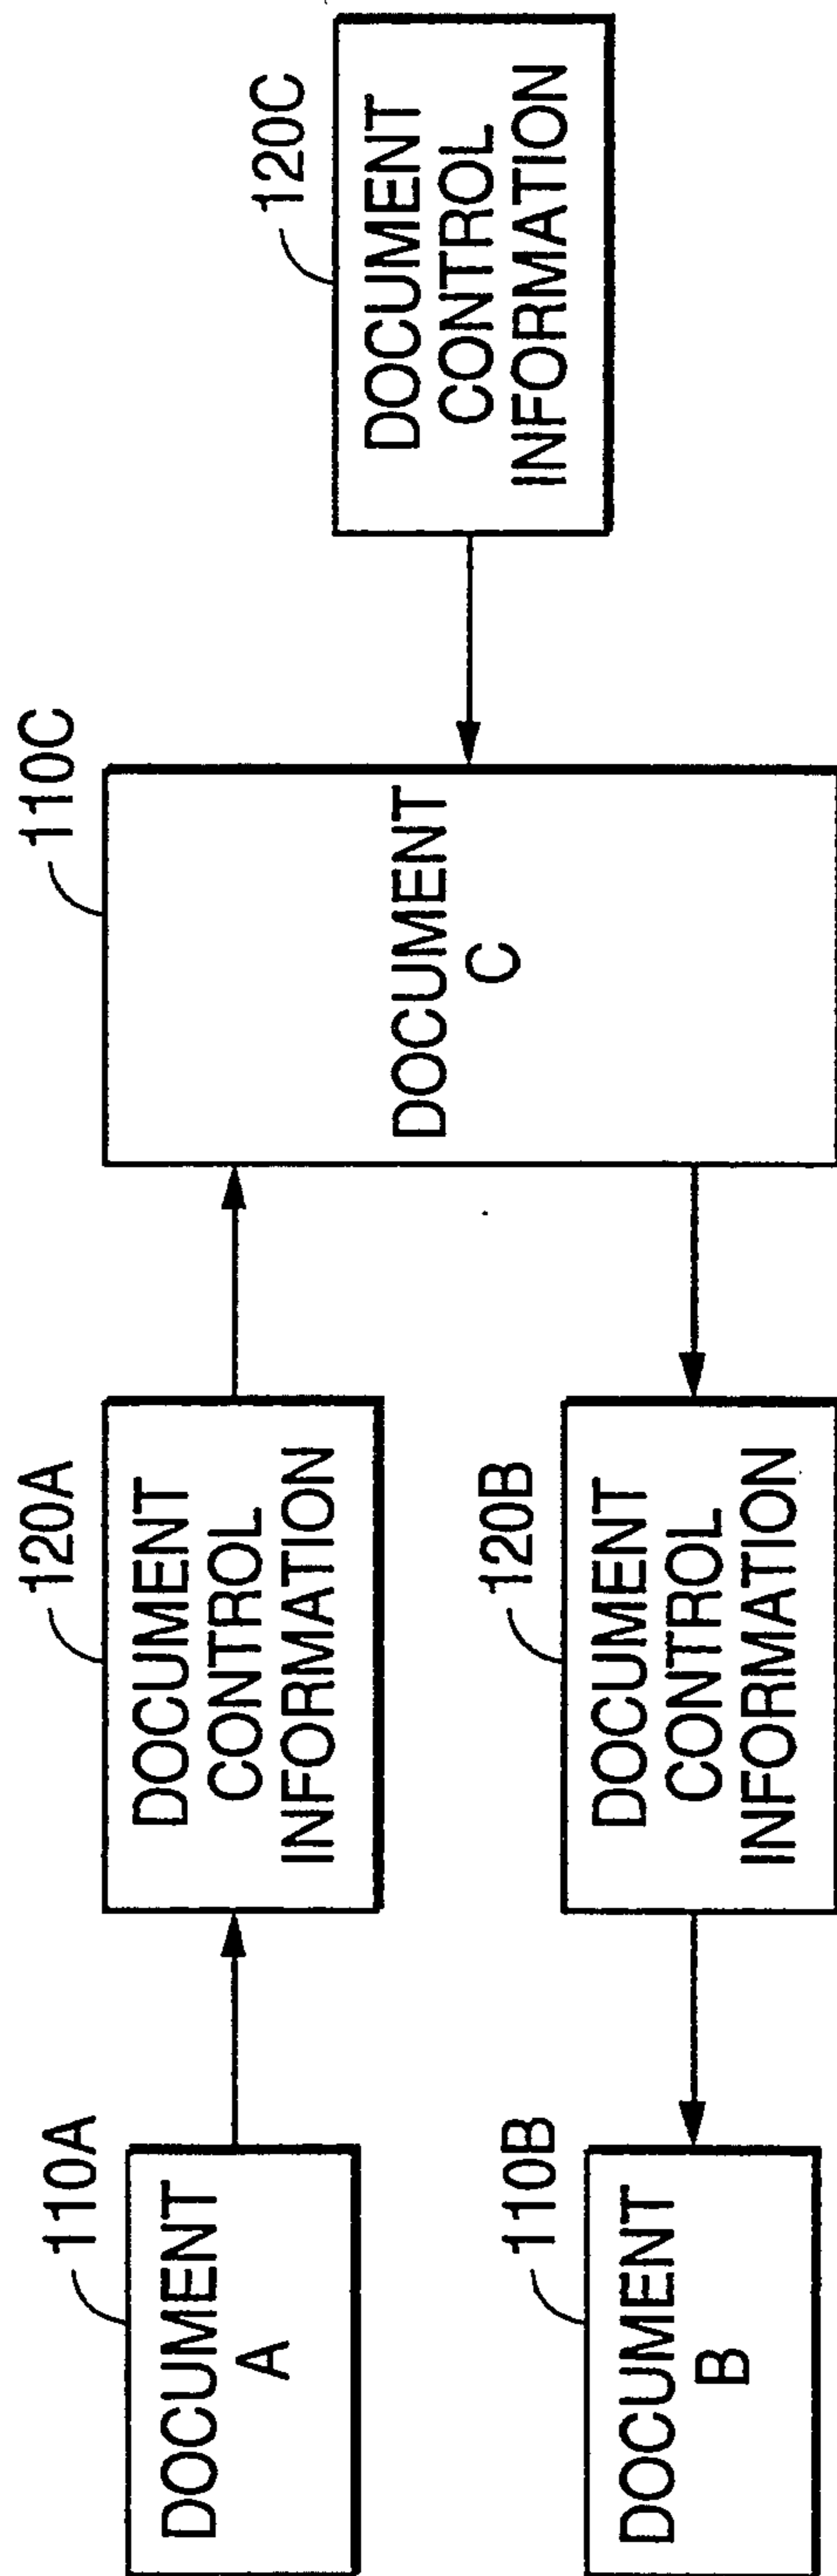 110A
DOCUMENT
A
120A
DOCUMENT
CONTROL
INFORMATION
110C
DOCUMENT
C
120C
DOCUMENT
CONTROL
INFORMATION
110B
DOCUMENT
B
120B
DOCUMENT
CONTROL
INFORMATION